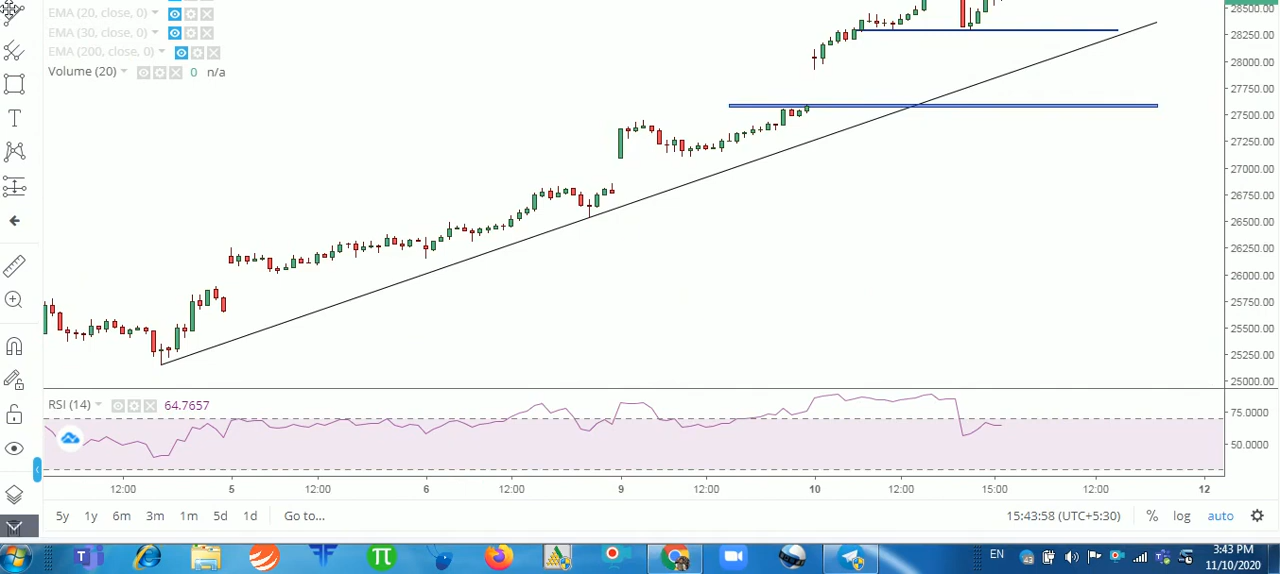 EMA (20, close, 0)
EMA (30, close, 0)
EMA (200, close, 0)
Volume (20) 0 n/a
28500.00
28250.00
28000.00
27750.00
27500.00
27250.00
27000.00
26750.00
26500.00
26250.00
26000.00
25750.00
25500.00
25250.00
25000.00
RSI (14) 64.7657
75.0000
50.0000
12:00 5 12:00 6 12:00 9 12:00 10 12:00 15:00 12:00 12
5y 1y 6m 3m 1m 5d 1d Go to... 15:43:58 (UTC+5:30) % log auto
EN 3:43 PM
11/10/2020